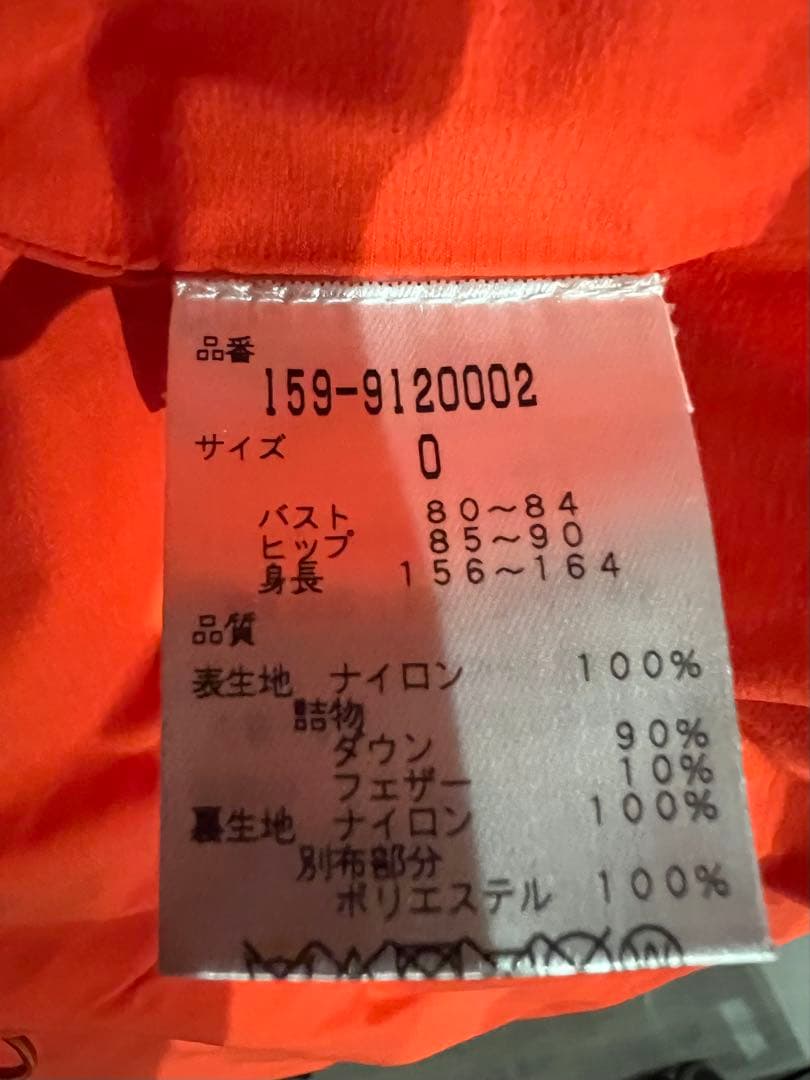 品番
159-9120002
サイズ 0
バスト 80～84
ヒップ 85～90
身長 156～164
品質
表生地 ナイロン 100%
詰物
ダウン 90%
フェザー 10%
裏生地 ナイロン 100%
別布部分
ポリエステル 100%